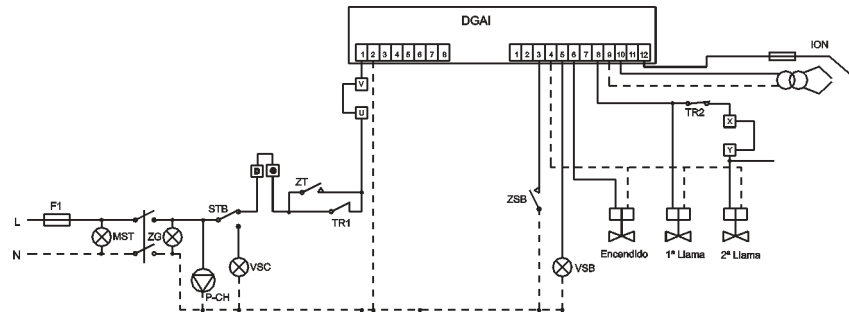 DGAI
1 2 3 4 5 6 7 8
1 2 3 4 5 6 7 8 9 10 11 12
ION
V
U
TR2
X
Y
D
ZT
STB
TR1
ZSB
F1
L
MST
ZG
N
VSC
P-CH
VSB
Encendido
1ª Llama
2ª Llama